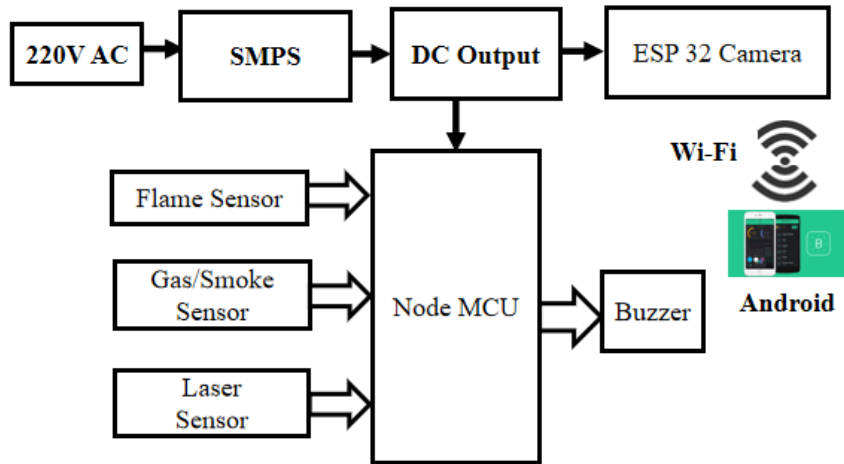 220V AC
SMPS
DC Output
ESP 32 Camera
Wi-Fi
Flame Sensor
Gas/Smoke
Sensor
Node MCU
Buzzer
B
Android
Laser
Sensor